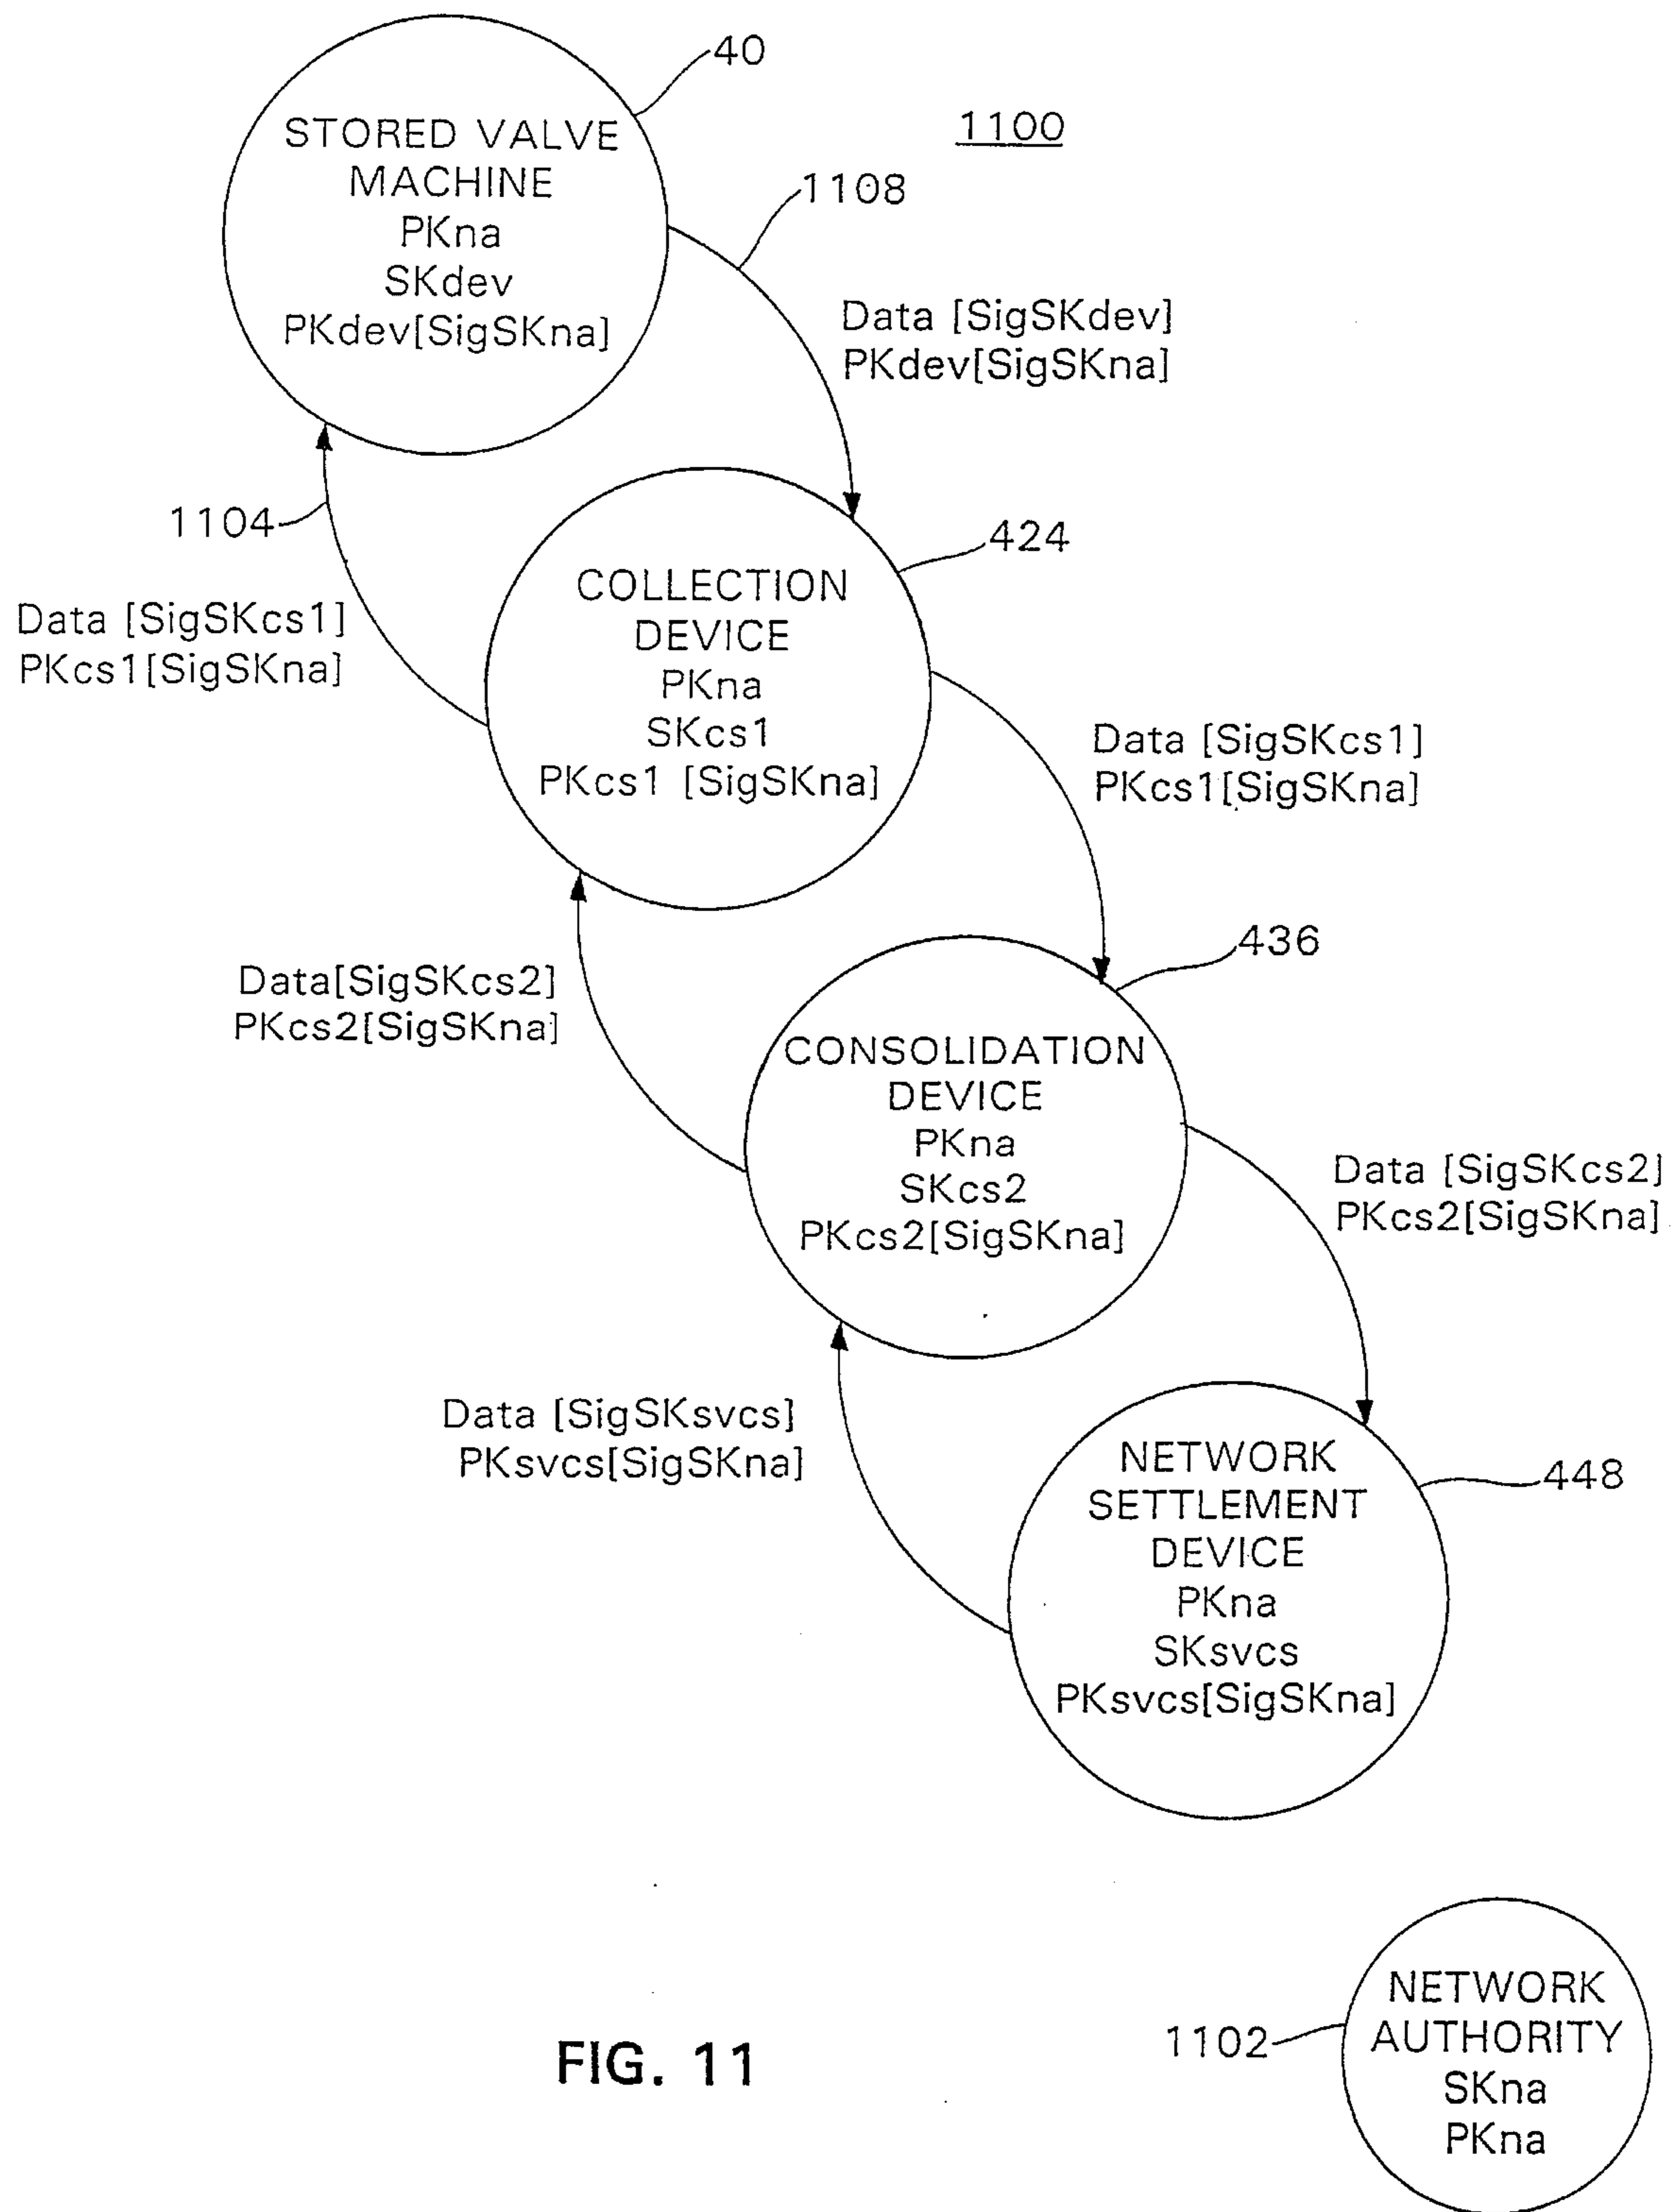 40
1100
STORED VALVE
MACHINE
PKna
SKdev
PKdev[SigSKna]
1108
Data [SigSKdev]
PKdev[SigSKna]
1104
Data [SigSKcs1]
PKcs1[SigSKna]
424
COLLECTION
DEVICE
PKna
SKcs1
PKcs1 [SigSKna]
Data [SigSKcs1]
PKcs1[SigSKna]
Data[SigSKcs2]
PKcs2[SigSKna]
436
CONSOLIDATION
DEVICE
PKna
SKcs2
PKcs2[SigSKna]
Data [SigSKcs2]
PKcs2[SigSKna]
Data [SigSKsvcs]
PKsvcs[SigSKna]
448
NETWORK
SETTLEMENT
DEVICE
PKna
SKsvcs
PKsvcs[SigSKna]
1102
NETWORK
AUTHORITY
SKna
PKna
FIG. 11